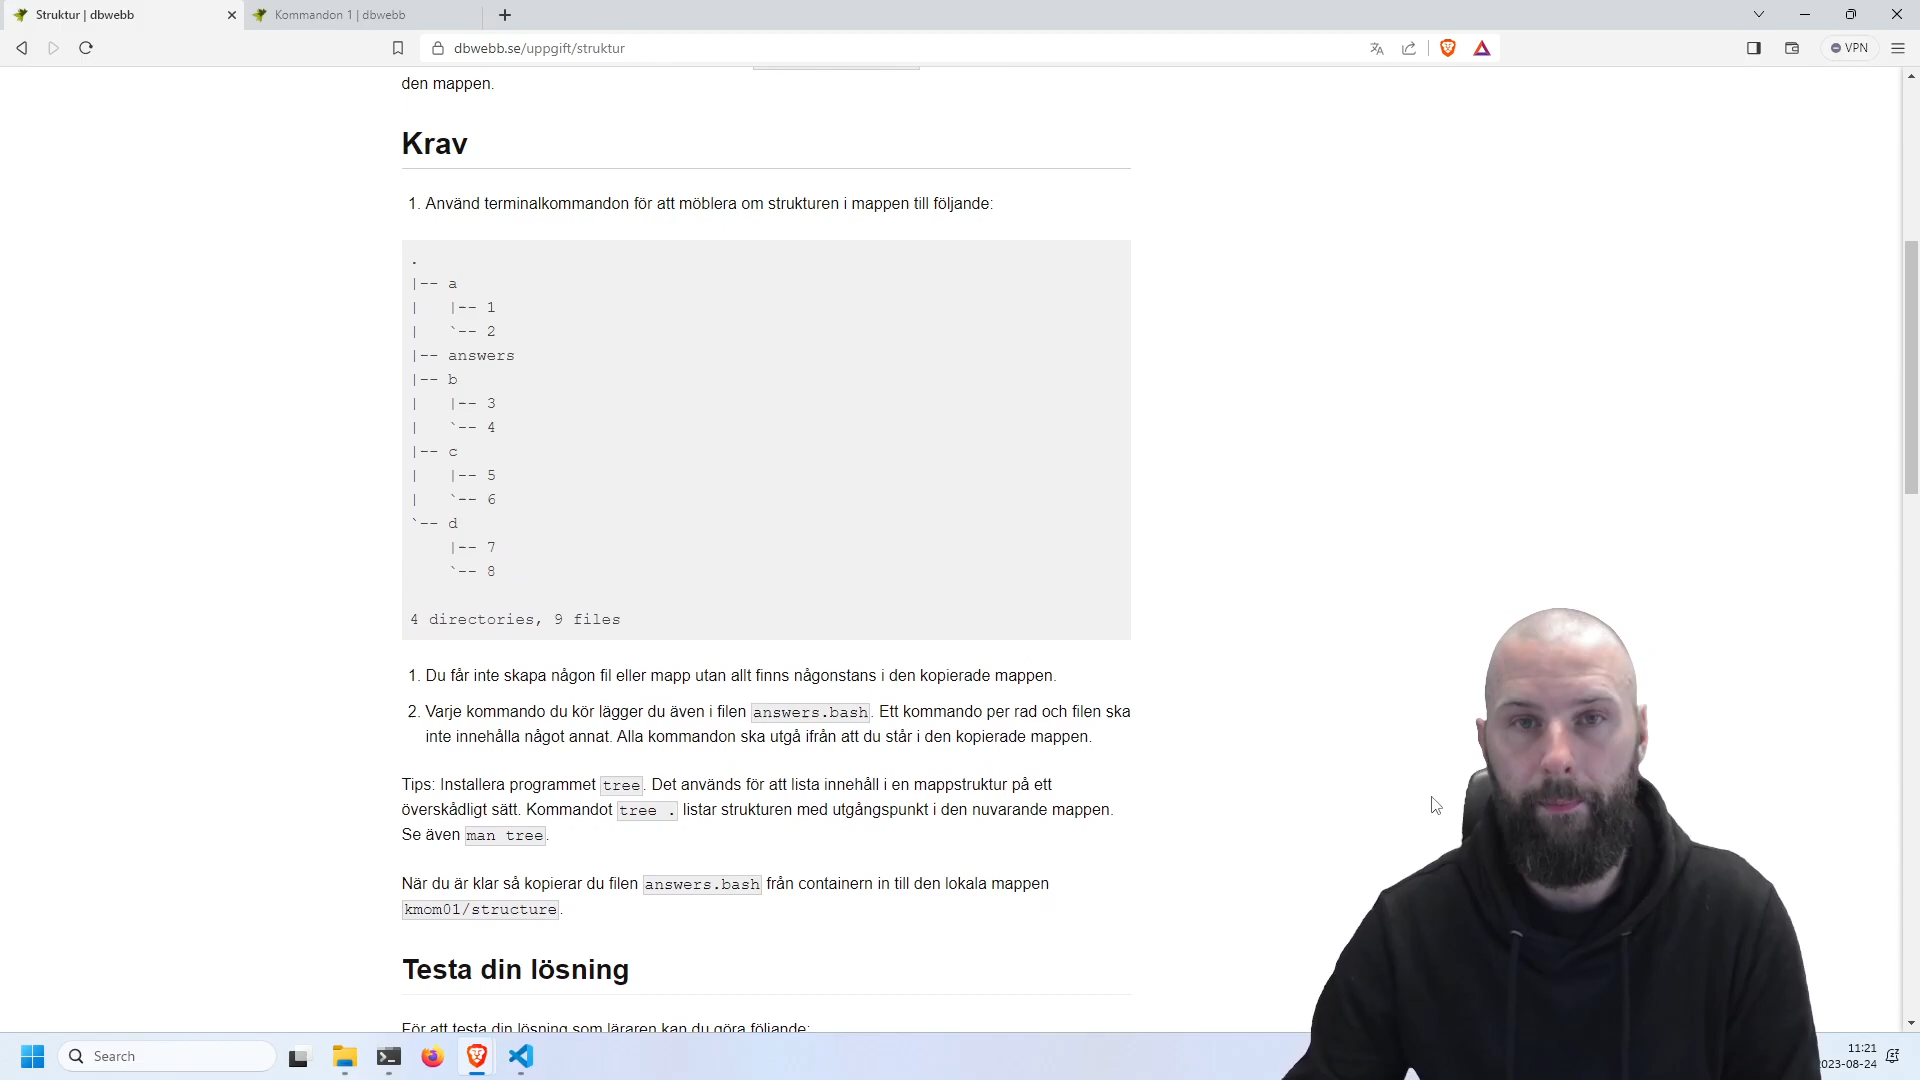 Struktur | dbwebb
Kommandon 1 | dbwebb
dbwebb.se/uppgift/struktur
VPN
den mappen.
Krav
1. Använd terminalkommandon för att möblera om strukturen i mappen till följande:
.
|-- a
|   |-- 1
|   `-- 2
|-- answers
|-- b
|   |-- 3
|   `-- 4
|-- c
|   |-- 5
|   `-- 6
`-- d
    |-- 7
    `-- 8
4 directories, 9 files
1. Du får inte skapa någon fil eller mapp utan allt finns någonstans i den kopierade mappen.
2. Varje kommando du kör lägger du även i filen answers.bash. Ett kommando per rad och filen ska
inte innehålla något annat. Alla kommandon ska utgå ifrån att du står i den kopierade mappen.
Tips: Installera programmet tree. Det används för att lista innehåll i en mappstruktur på ett
överskådligt sätt. Kommandot tree . listar strukturen med utgångspunkt i den nuvarande mappen.
Se även man tree.
När du är klar så kopierar du filen answers.bash från containern in till den lokala mappen
kmom01/structure.
Testa din lösning
För att testa din lösning som läraren kan du göra följande:
Search
11:21
2023-08-24